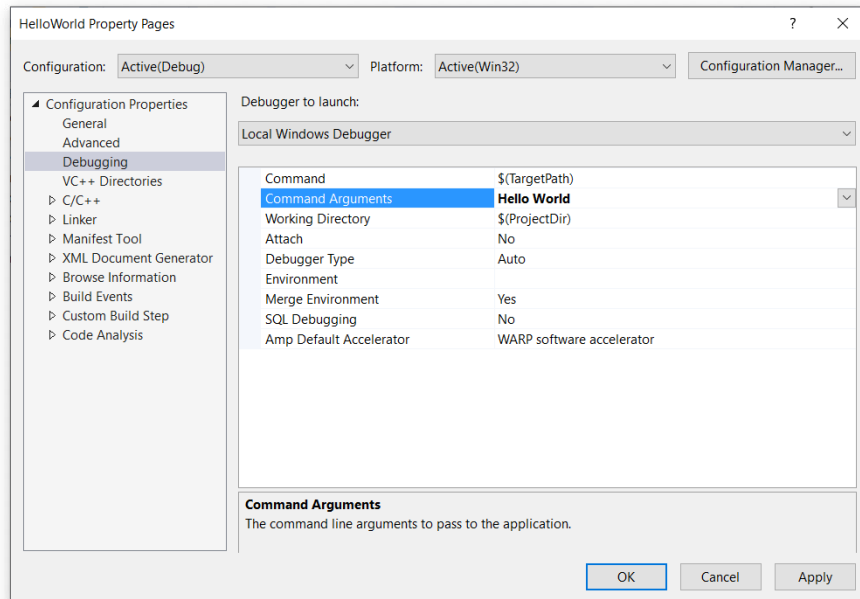 HelloWorld Property Pages
Configuration: Active(Debug) Platform: Active(Win32) Configuration Manager...
Configuration Properties
General
Advanced
Debugging
VC++ Directories
C/C++
Linker
Manifest Tool
XML Document Generator
Browse Information
Build Events
Custom Build Step
Code Analysis
Debugger to launch:
Local Windows Debugger
Command $(TargetPath)
Command Arguments Hello World
Working Directory $(ProjectDir)
Attach No
Debugger Type Auto
Environment
Merge Environment Yes
SQL Debugging No
Amp Default Accelerator WARP software accelerator
Command Arguments
The command line arguments to pass to the application.
OK Cancel Apply